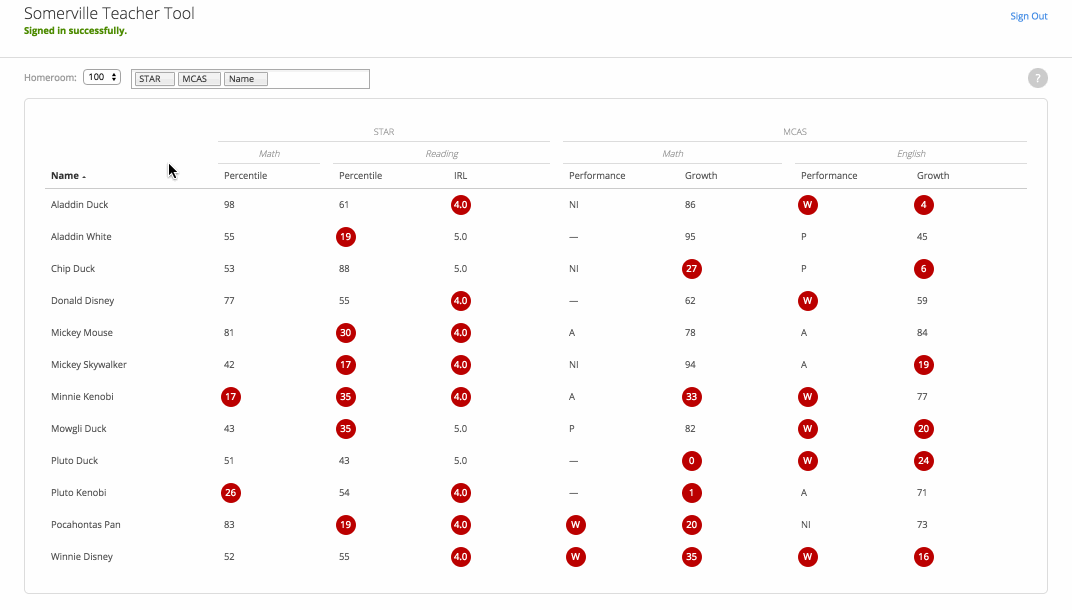 Somerville Teacher Tool
Sign Out
Signed in successfully.
Homeroom: 100 STAR MCAS Name ?
STAR MCAS
Math Reading Math English
Name Percentile Percentile IRL Performance Growth Performance Growth
Aladdin Duck 98 61 4.0 NI 86 W 4
Aladdin White 55 19 5.0 — 95 P 45
Chip Duck 53 88 5.0 NI 27 P 6
Donald Disney 77 55 4.0 — 62 W 59
Mickey Mouse 81 30 4.0 A 78 A 84
Mickey Skywalker 42 17 4.0 NI 94 A 19
Minnie Kenobi 17 35 4.0 A 33 W 77
Mowgli Duck 43 35 5.0 P 82 W 20
Pluto Duck 51 43 5.0 — 0 W 24
Pluto Kenobi 26 54 4.0 — 1 A 71
Pocahontas Pan 83 19 4.0 W 20 NI 73
Winnie Disney 52 55 4.0 W 35 W 16